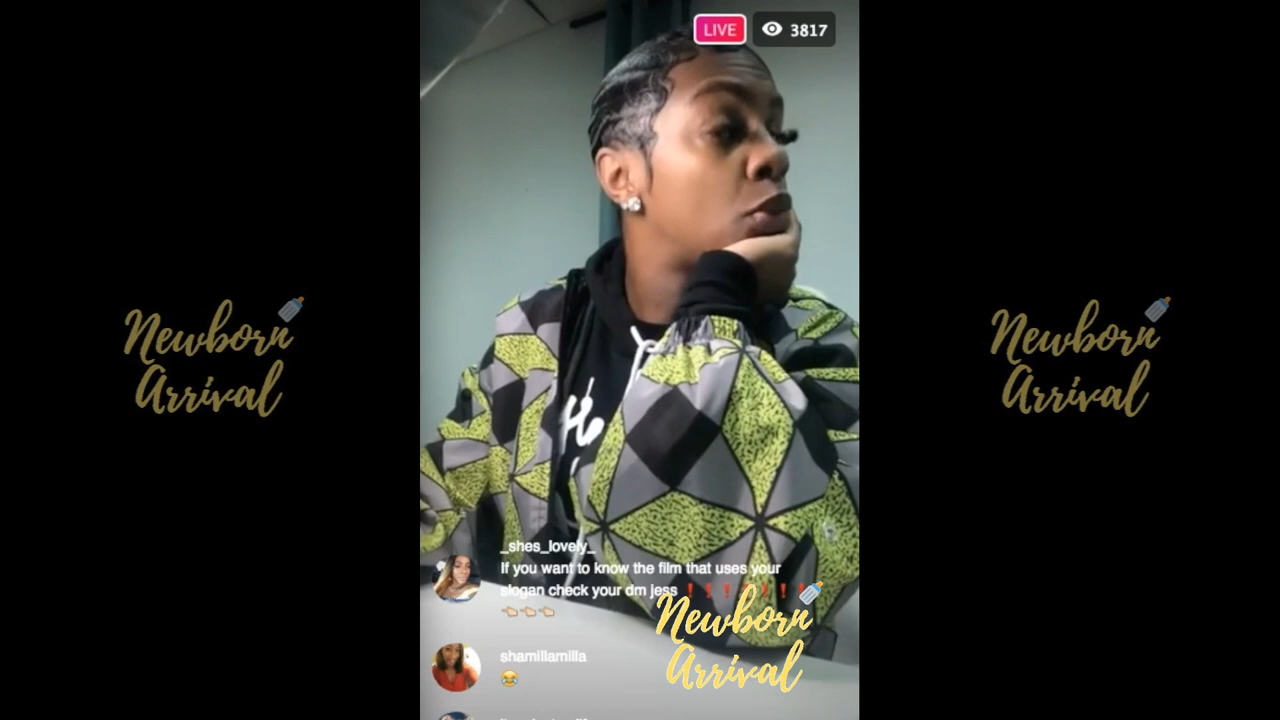 LIVE
3817
Newborn
Arrival
Newborn
Arrival
_shes_lovely_
If you want to know the film that uses your
slogan check your dm jess ❗❗❗❗❗❗❗
👈🏼👈🏼👈🏼
Newborn
Arrival
shamillamilla
😂